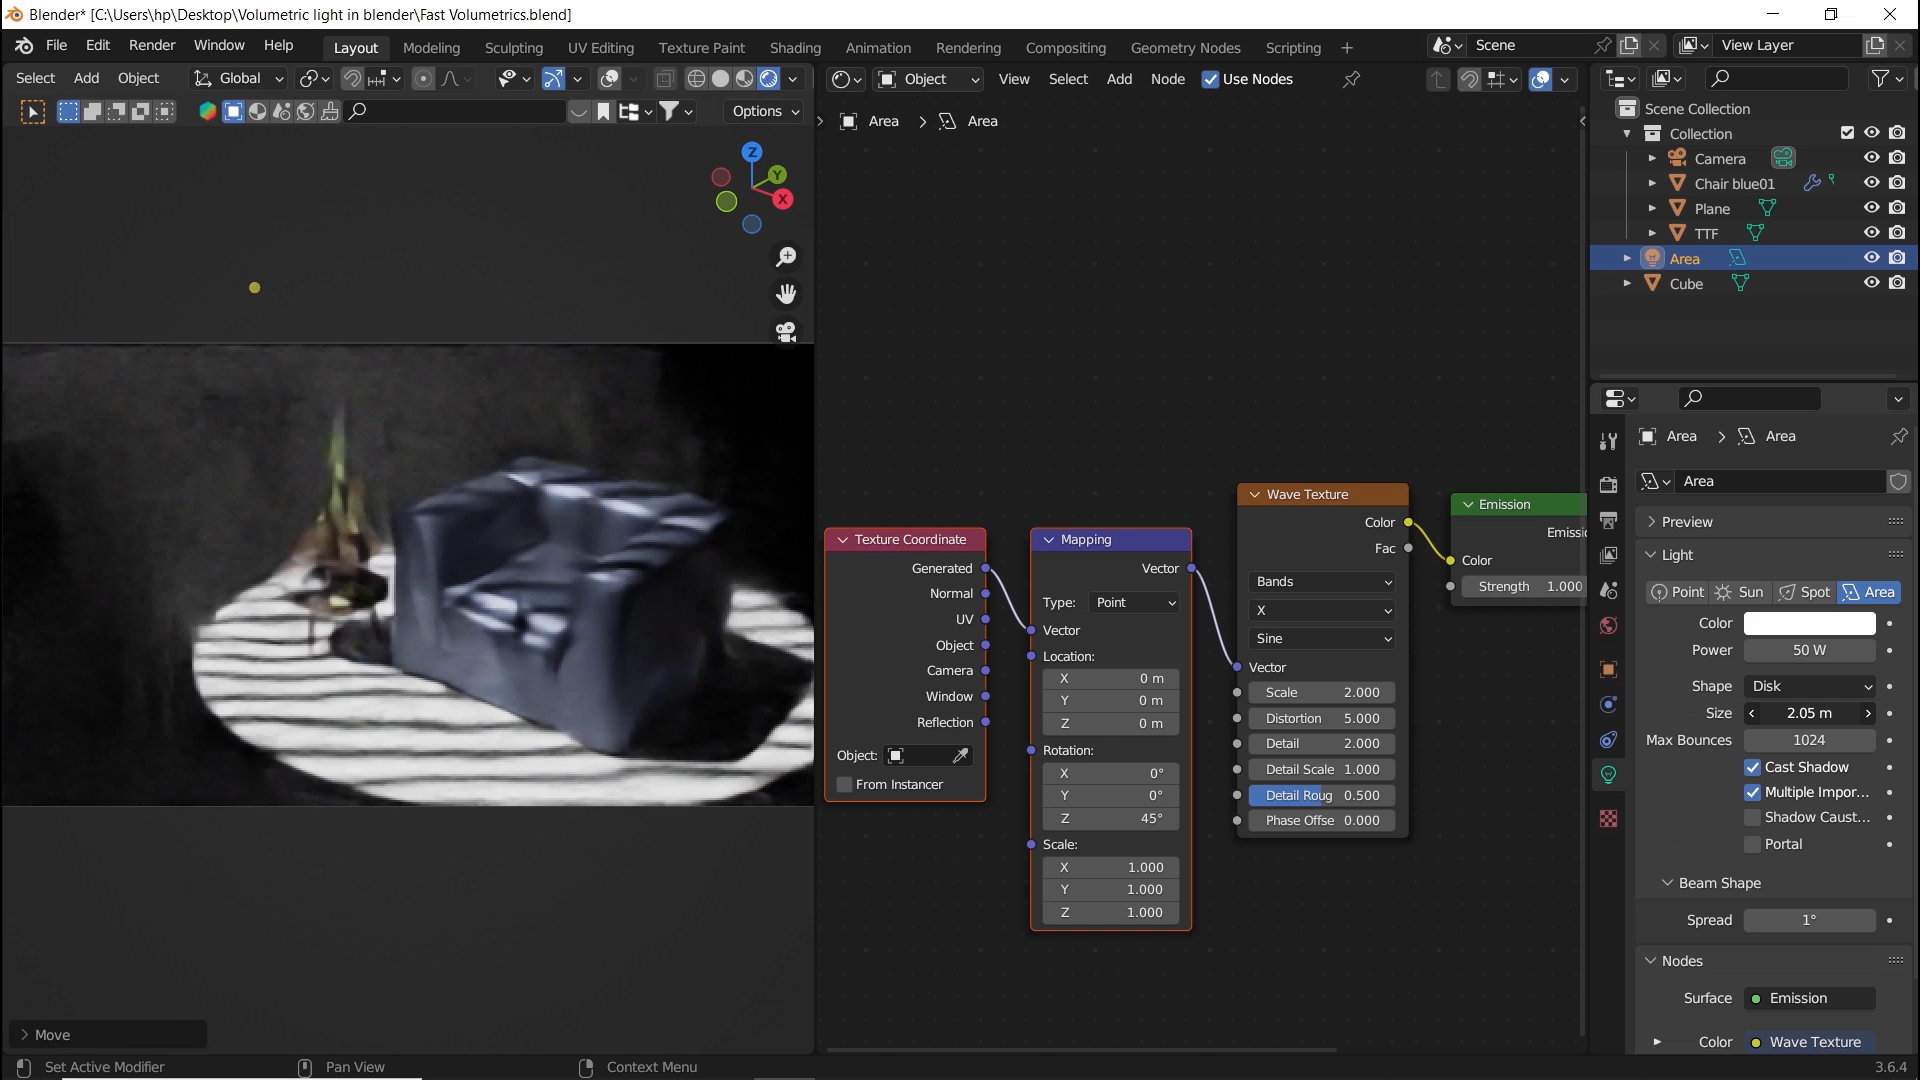 Blender* [C:\Users\hp\Desktop\Volumetric light in blender\Fast Volumetrics.blend]
File Edit Render Window Help Layout Modeling Sculpting UV Editing Texture Paint Shading Animation Rendering Compositing Geometry Nodes Scripting + Scene View Layer
Select Add Object Global Object View Select Add Node Use Nodes
Options
Area > Area
Z
Y
X
Scene Collection
Collection
Camera
Chair blue01
Plane
TTF
Area
Cube
Texture Coordinate
Generated
Normal
UV
Object
Camera
Window
Reflection
Object:
From Instancer
Mapping
Vector
Type: Point
Vector
Location:
X 0 m
Y 0 m
Z 0 m
Rotation:
X 0°
Y 0°
Z 45°
Scale:
X 1.000
Y 1.000
Z 1.000
Wave Texture
Color
Fac
Bands
X
Sine
Vector
Scale 2.000
Distortion 5.000
Detail 2.000
Detail Scale 1.000
Detail Roug 0.500
Phase Offse 0.000
Emission
Emissic
Color
Strength 1.000
Area > Area
Area
Preview
Light
Point Sun Spot Area
Color
Power 50 W
Shape Disk
Size 2.05 m
Max Bounces 1024
Cast Shadow
Multiple Impor...
Shadow Caust...
Portal
Beam Shape
Spread 1°
Nodes
Surface Emission
Color Wave Texture
Move
Set Active Modifier Pan View Context Menu 3.6.4